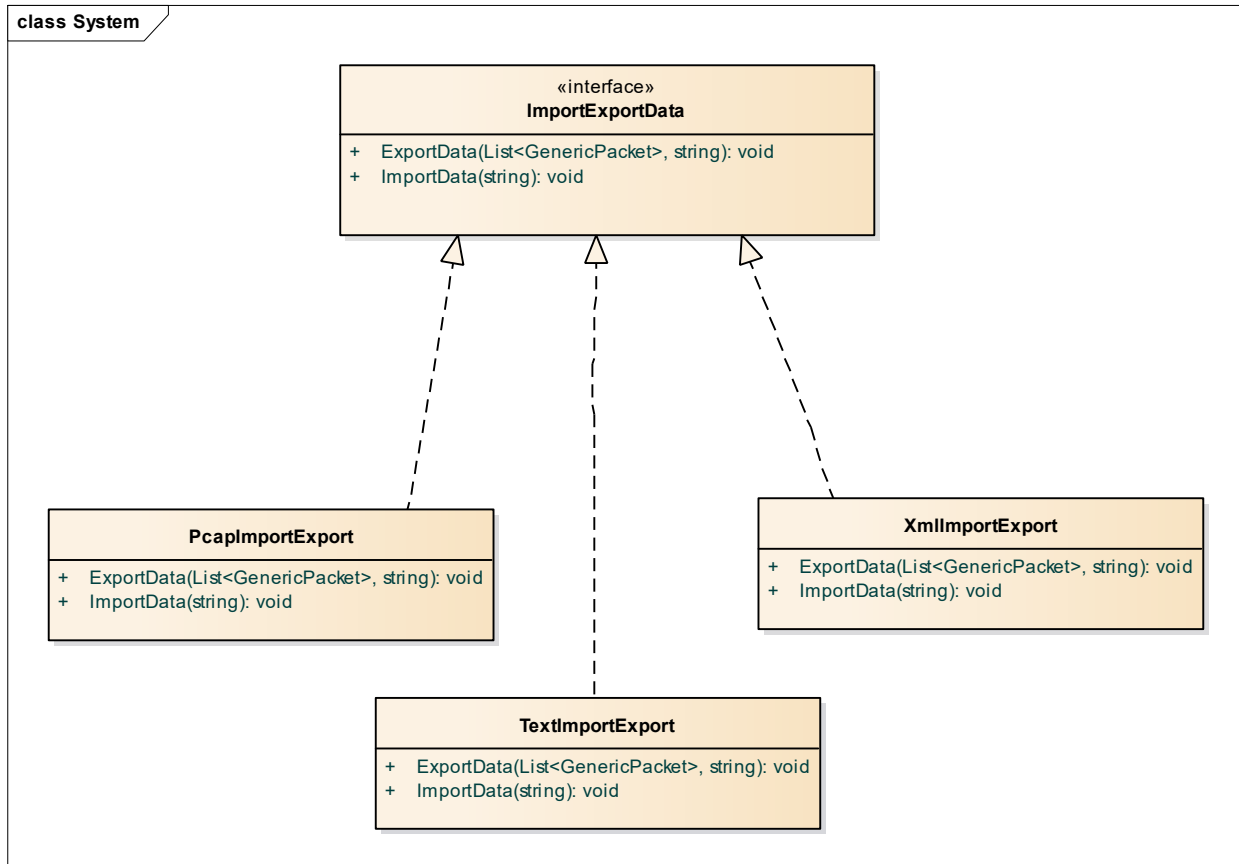 class System
«interface»
ImportExportData
+ ExportData(List<GenericPacket>, string): void
+ ImportData(string): void
PcapImportExport
+ ExportData(List<GenericPacket>, string): void
+ ImportData(string): void
XmlImportExport
+ ExportData(List<GenericPacket>, string): void
+ ImportData(string): void
TextImportExport
+ ExportData(List<GenericPacket>, string): void
+ ImportData(string): void